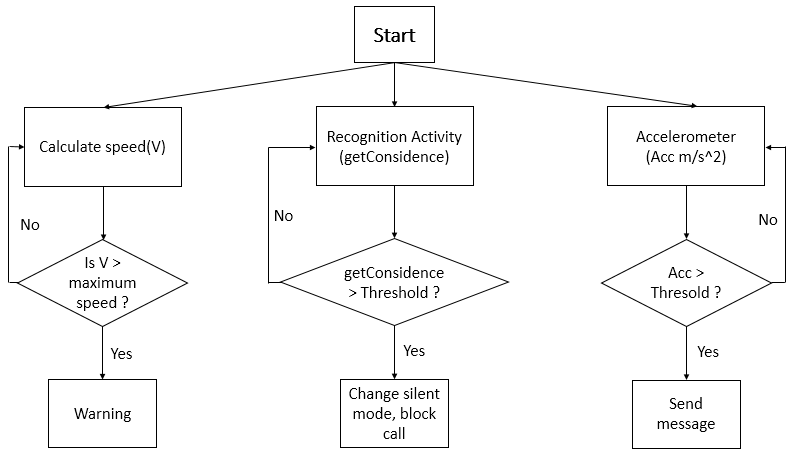 Start
Calculate speed(V)
Recognition Activity
(getConsidence)
Accelerometer
(Acc m/s^2)
No
No
No
Is V >
maximum
speed ?
getConsidence
> Threshold ?
Acc >
Thresold ?
Yes
Yes
Yes
Warning
Change silent
mode, block
call
Send
message